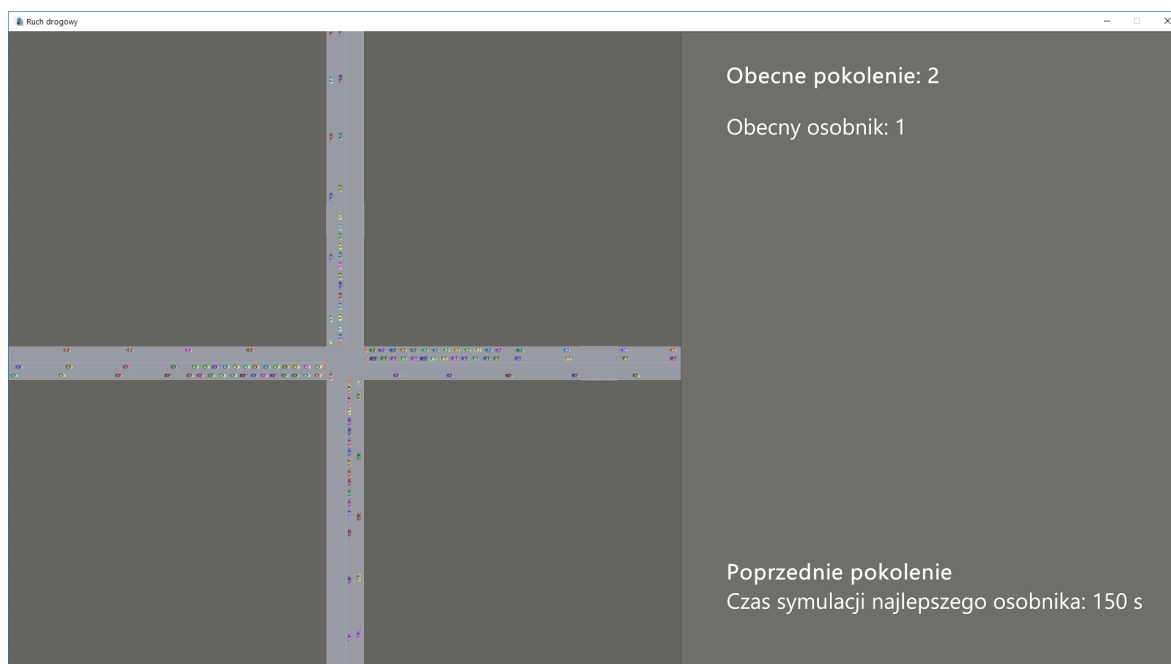 Ruch drogowy
Obecne pokolenie: 2
Obecny osobnik: 1
Poprzednie pokolenie
Czas symulacji najlepszego osobnika: 150 s